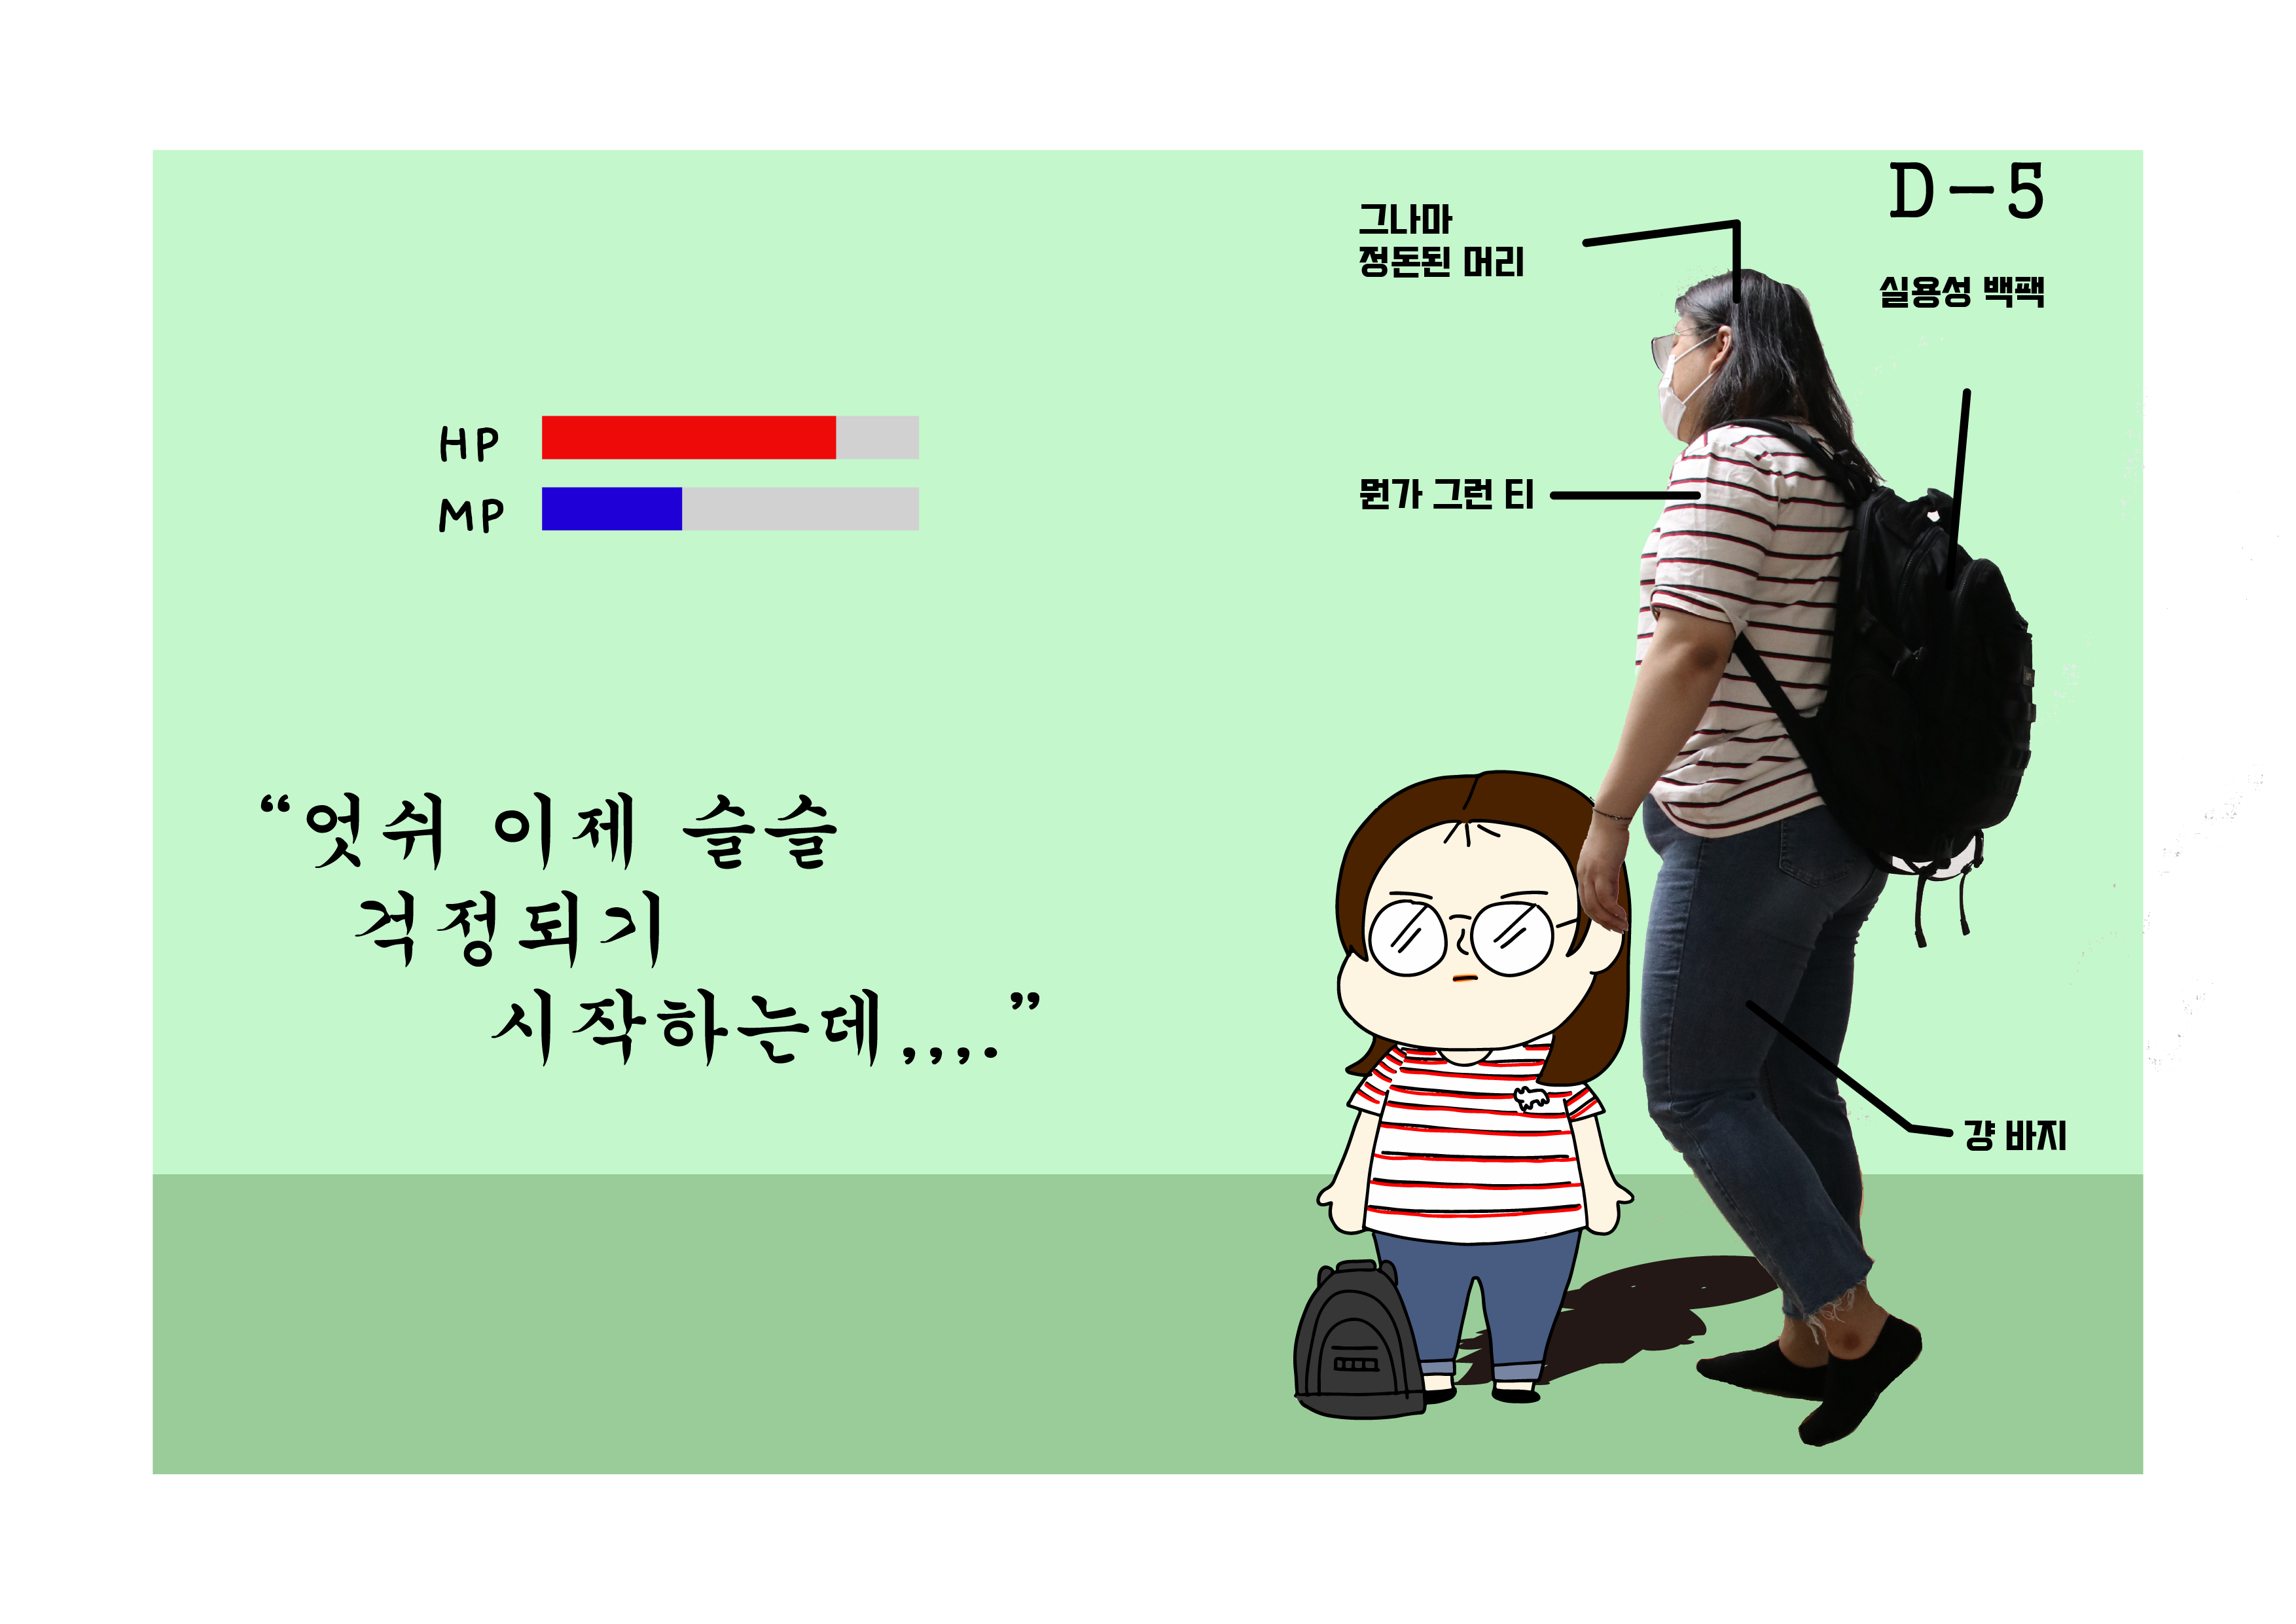 D-5
그나마
정돈된 머리
실용성 백팩
HP
MP
뭔가 그런 티
“엇쉬 이제 슬슬
걱정되기
시작하는데,,,.”
걍 바지